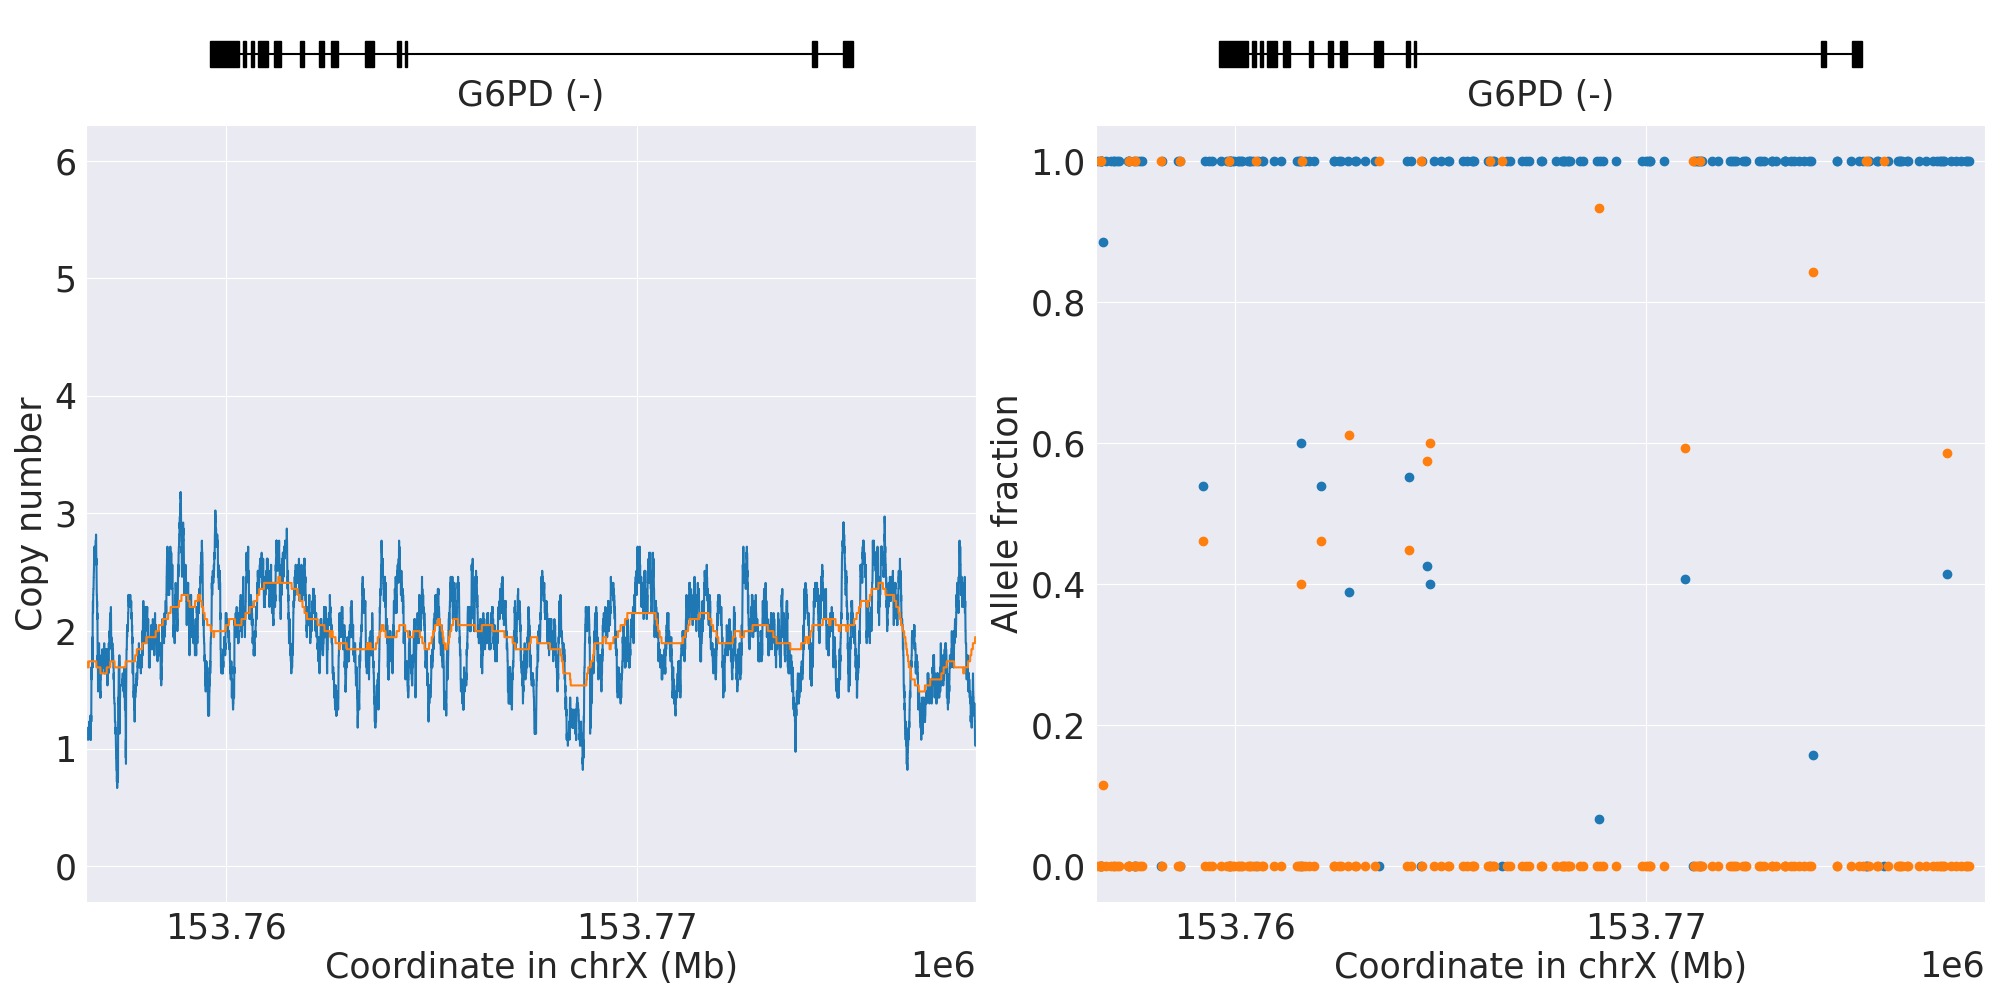 G6PD (-)
6
5
4
3
2
1
0
Copy number
153.76
153.77
Coordinate in chrX (Mb)
1e6
G6PD (-)
1.0
0.8
0.6
0.4
0.2
0.0
Allele fraction
153.76
153.77
Coordinate in chrX (Mb)
1e6